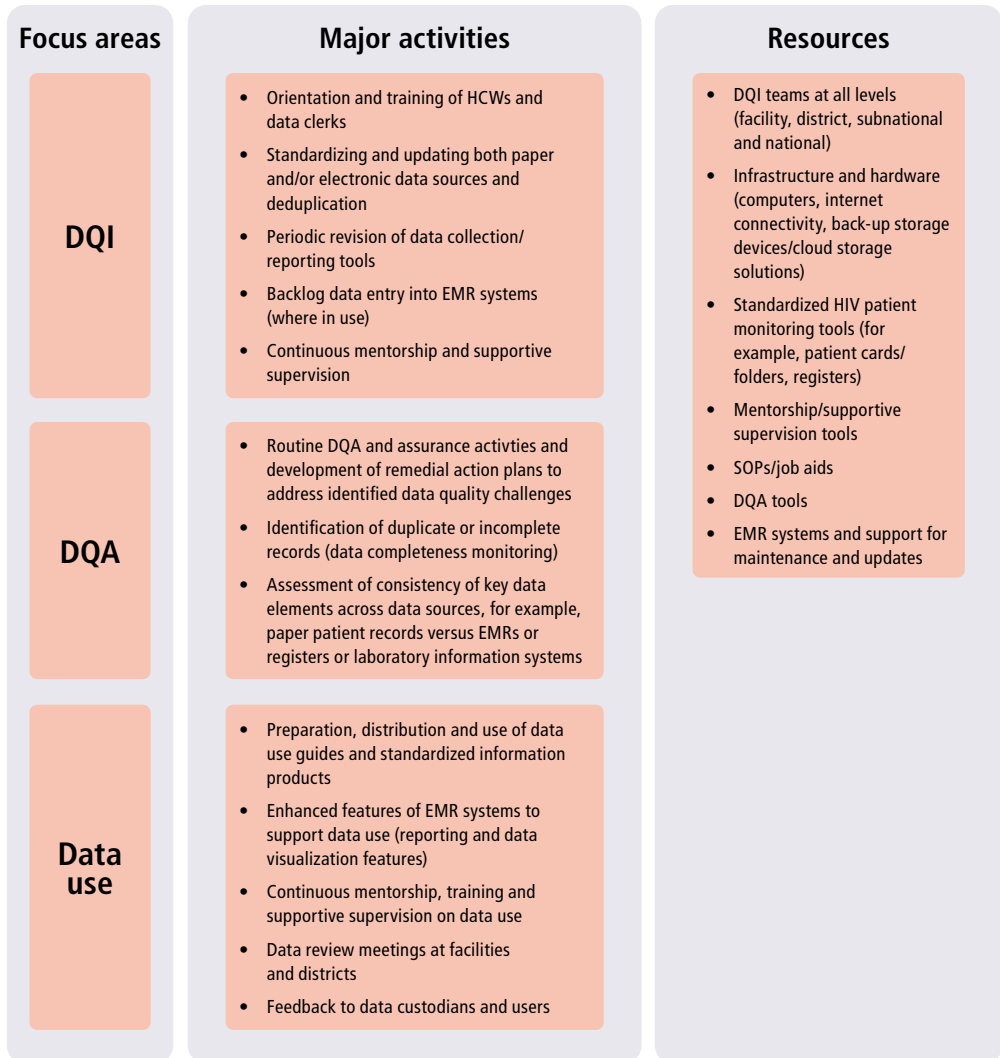 Focus areas
Major activities
Resources
DQI
• Orientation and training of HCWs and
data clerks
• Standardizing and updating both paper
and/or electronic data sources and
deduplication
• Periodic revision of data collection/
reporting tools
• Backlog data entry into EMR systems
(where in use)
• Continuous mentorship and supportive
supervision
DQA
• Routine DQA and assurance activties and
development of remedial action plans to
address identified data quality challenges
• Identification of duplicate or incomplete
records (data completeness monitoring)
• Assessment of consistency of key data
elements across data sources, for example,
paper patient records versus EMRs or
registers or laboratory information systems
Data
use
• Preparation, distribution and use of data
use guides and standardized information
products
• Enhanced features of EMR systems to
support data use (reporting and data
visualization features)
• Continuous mentorship, training and
supportive supervision on data use
• Data review meetings at facilities
and districts
• Feedback to data custodians and users
• DQI teams at all levels
(facility, district, subnational
and national)
• Infrastructure and hardware
(computers, internet
connectivity, back-up storage
devices/cloud storage
solutions)
• Standardized HIV patient
monitoring tools (for
example, patient cards/
folders, registers)
• Mentorship/supportive
supervision tools
• SOPs/job aids
• DQA tools
• EMR systems and support for
maintenance and updates